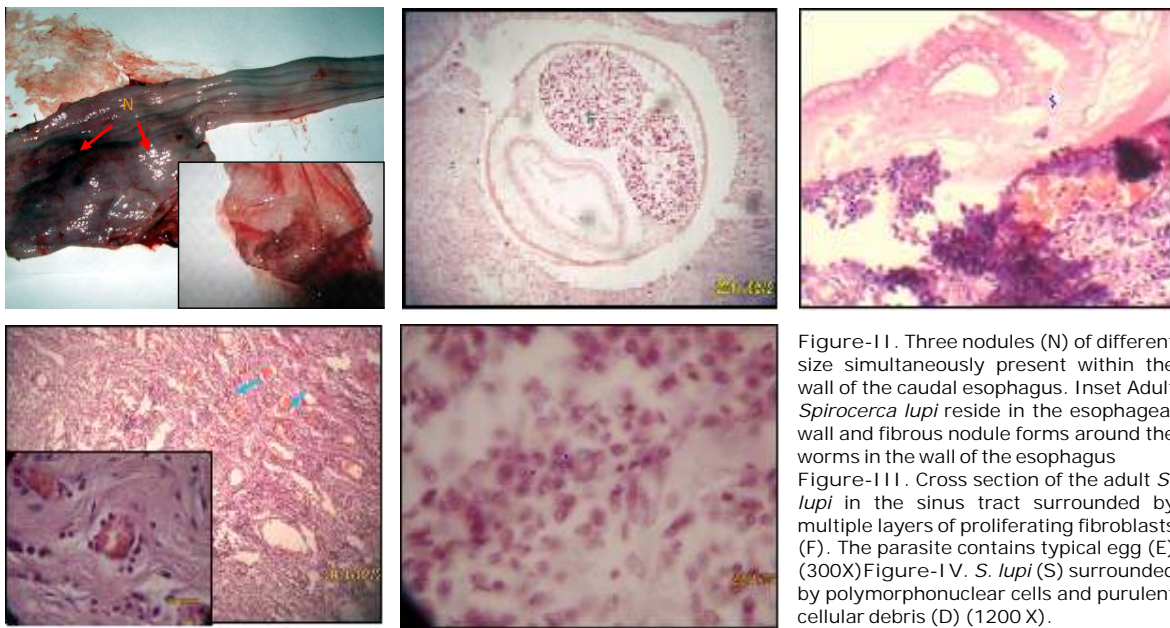 N
Figure-II. Three nodules (N) of different
size simultaneously present within the
wall of the caudal esophagus. Inset Adul
Spirocerca lupi reside in the esophagea
wall and fibrous nodule forms around the
worms in the wall of the esophagus
Figure-III. Cross section of the adult S
lupi in the sinus tract surrounded by
multiple layers of proliferating fibroblasts
(F). The parasite contains typical egg (E)
(300X)Figure-IV. S. lupi (S) surrounded
by polymorphonuclear cells and purulent
cellular debris (D) (1200 X).